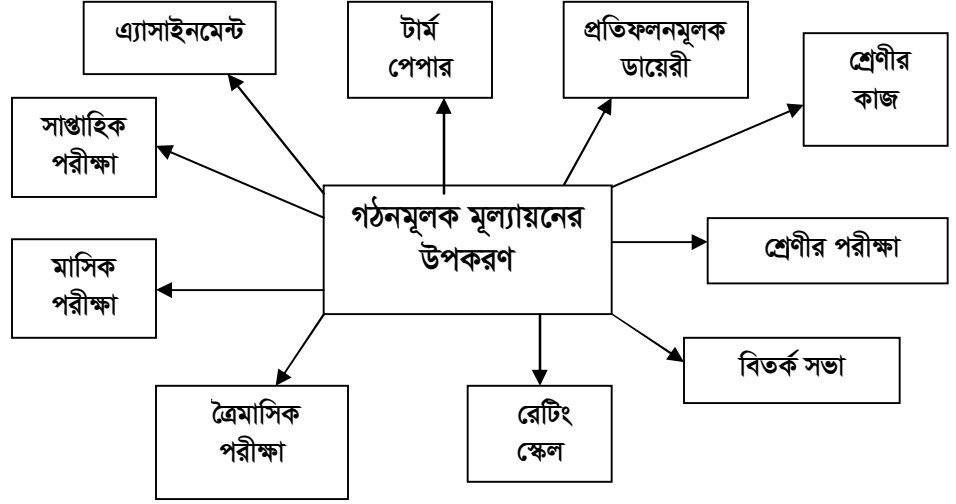 এ্যাসাইনমেন্ট
টার্ম
পেপার
প্রতিফলনমূলক
ডায়েরী
শ্রেণীর
কাজ
সাপ্তাহিক
পরীক্ষা
গঠনমূলক মূল্যায়নের
উপকরণ
শ্রেণীর পরীক্ষা
মাসিক
পরীক্ষা
বিতর্ক সভা
ত্রৈমাসিক
পরীক্ষা
রেটিং
স্কেল